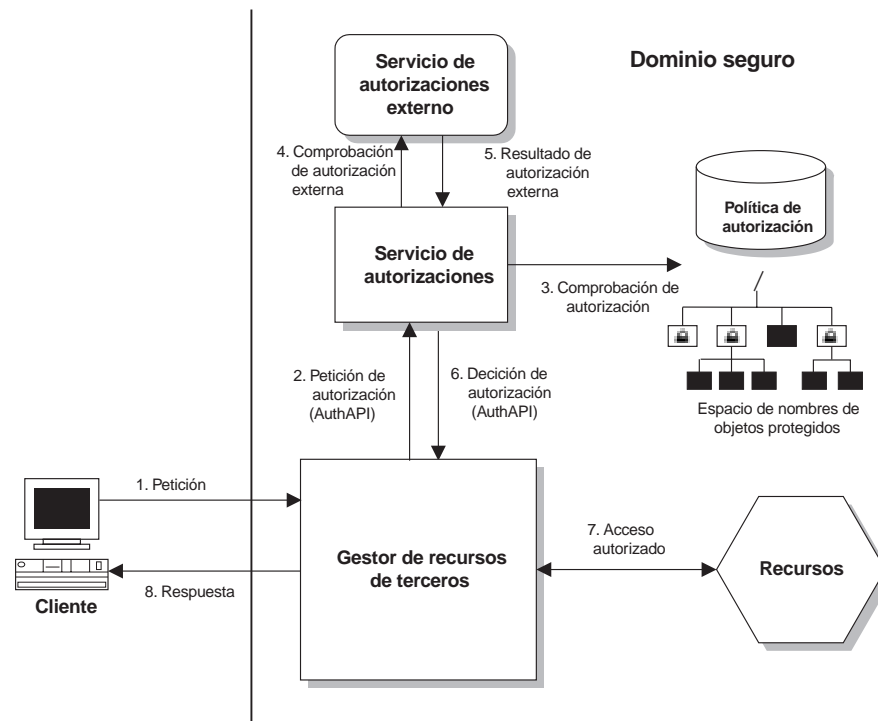 Servicio de
autorizaciones
externo
Dominio seguro
4. Comprobación
de autorización
externa
5. Resultado de
autorización
externa
Política de
autorización
Servicio de
autorizaciones
3. Comprobación de
autorización
2. Petición de
autorización
(AuthAPI)
6. Decición de
autorización
(AuthAPI)
Espacio de nombres de
objetos protegidos
1. Petición
Gestor de recursos
de terceros
7. Acceso
autorizado
Recursos
8. Respuesta
Cliente